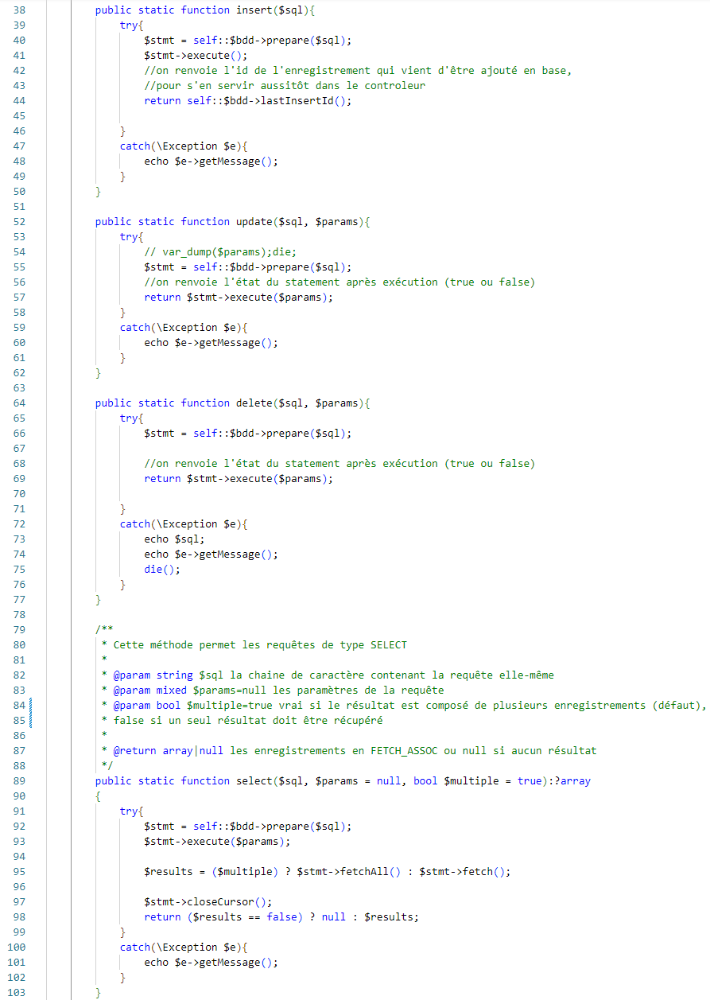 38 public static function insert($sql){
39 try{
40 $stmt = self::$bdd->prepare($sql);
41 $stmt->execute();
42 //on renvoie l'id de l'enregistrement qui vient d'être ajouté en base,
43 //pour s'en servir aussitôt dans le controleur
44 return self::$bdd->lastInsertId();
45
46 }
47 catch(\Exception $e){
48 echo $e->getMessage();
49 }
50 }
51
52 public static function update($sql, $params){
53 try{
54 // var_dump($params);die;
55 $stmt = self::$bdd->prepare($sql);
56 //on renvoie l'état du statement après exécution (true ou false)
57 return $stmt->execute($params);
58 }
59 catch(\Exception $e){
60 echo $e->getMessage();
61 }
62 }
63
64 public static function delete($sql, $params){
65 try{
66 $stmt = self::$bdd->prepare($sql);
67
68 //on renvoie l'état du statement après exécution (true ou false)
69 return $stmt->execute($params);
70
71 }
72 catch(\Exception $e){
73 echo $sql;
74 echo $e->getMessage();
75 die();
76 }
77 }
78
79 /**
80 * Cette méthode permet les requêtes de type SELECT
81 *
82 * @param string $sql la chaine de caractère contenant la requête elle-même
83 * @param mixed $params=null les paramètres de la requête
84 * @param bool $multiple=true vrai si le résultat est composé de plusieurs enregistrements (défaut),
85 * false si un seul résultat doit être récupéré
86 *
87 * @return array|null les enregistrements en FETCH_ASSOC ou null si aucun résultat
88 */
89 public static function select($sql, $params = null, bool $multiple = true):?array
90 {
91 try{
92 $stmt = self::$bdd->prepare($sql);
93 $stmt->execute($params);
94
95 $results = ($multiple) ? $stmt->fetchAll() : $stmt->fetch();
96
97 $stmt->closeCursor();
98 return ($results == false) ? null : $results;
99 }
100 catch(\Exception $e){
101 echo $e->getMessage();
102 }
103 }